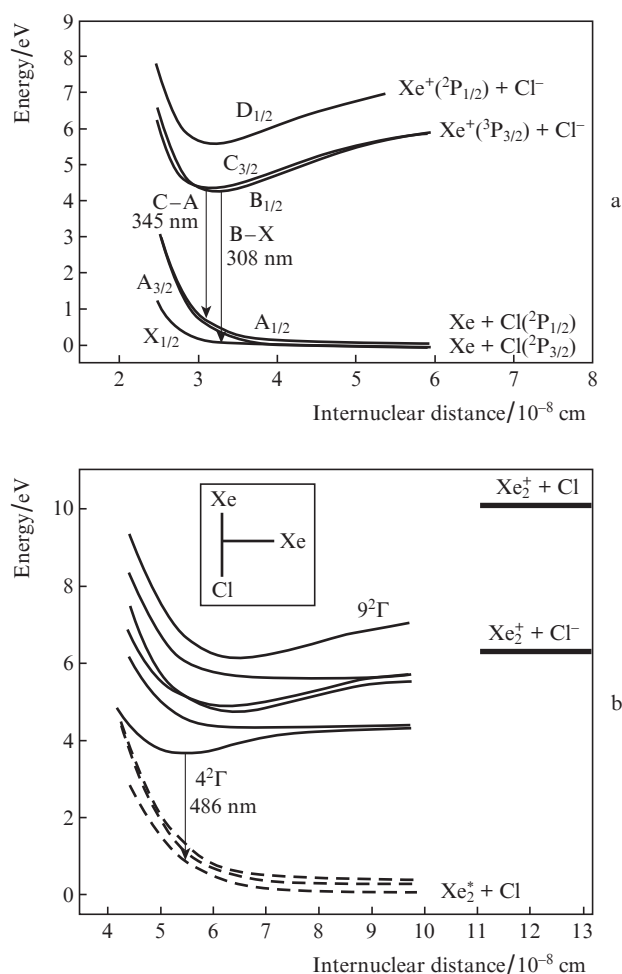 Energy/eV
9
8
7
6
5
4
3
2
1
0
D₁/₂
Xe⁺(²P₁/₂) + Cl⁻
Xe⁺(³P₃/₂) + Cl⁻
C₃/₂
B₁/₂
C–A
345 nm
B–X
308 nm
A₃/₂
X₁/₂
A₁/₂
Xe + Cl(²P₁/₂)
Xe + Cl(²P₃/₂)
2 3 4 5 6 7 8
Internuclear distance/10⁻⁸ cm
a
Energy/eV
10
8
6
4
2
0
Xe
Xe
Cl
Xe₂⁺ + Cl
9²Γ
Xe₂⁺ + Cl⁻
4²Γ
486 nm
Xe₂* + Cl
4 5 6 7 8 9 10 11 12 13
Internuclear distance/10⁻⁸ cm
b